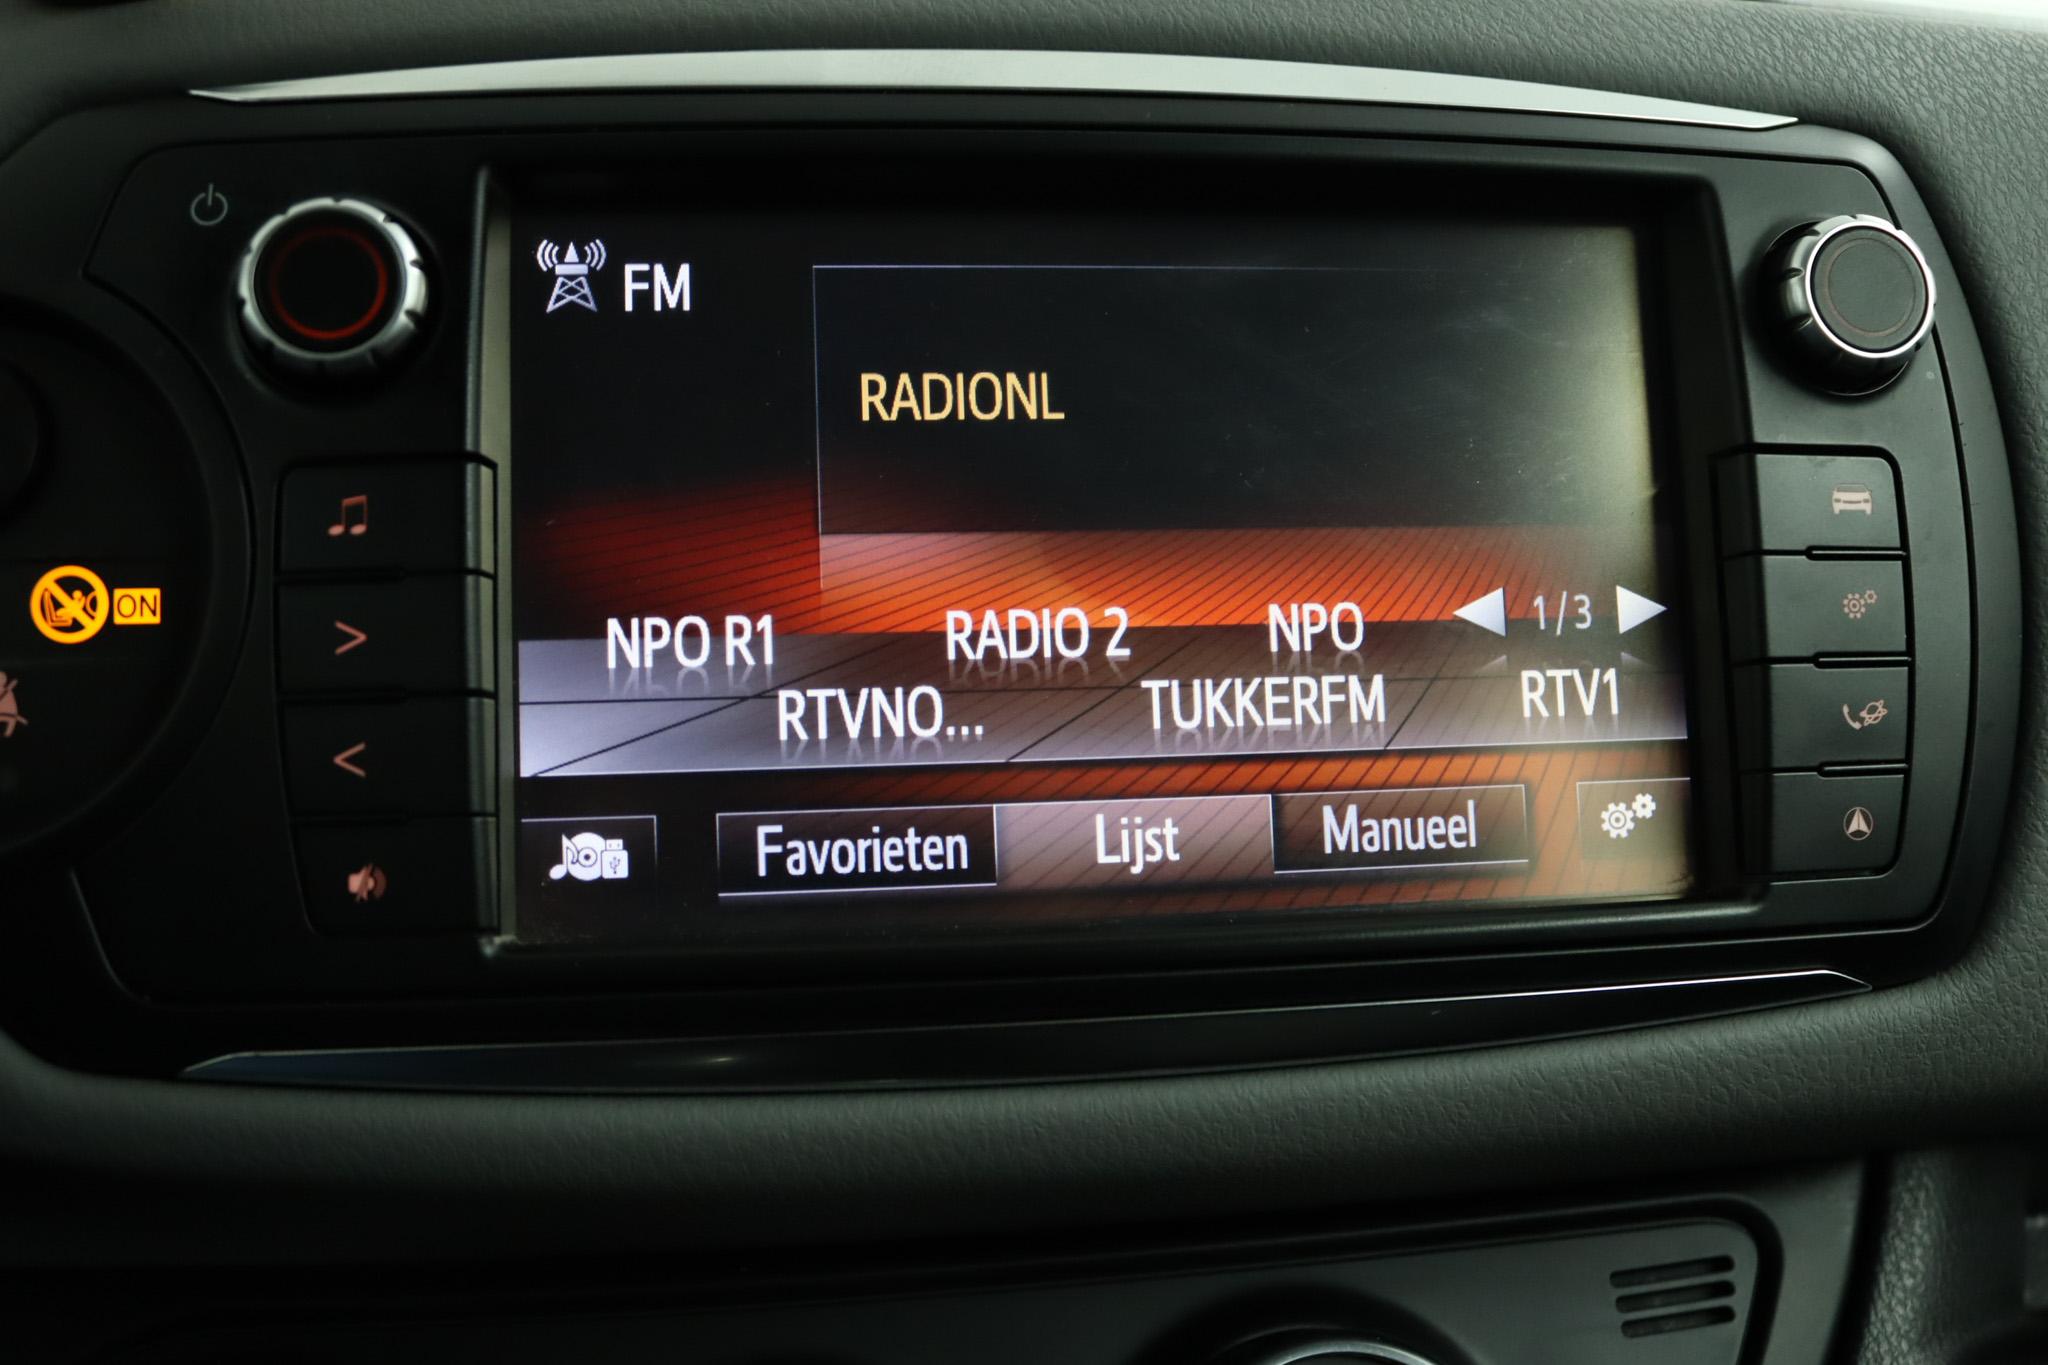 FM
RADIONL
NPO R1 RADIO 2 NPO 1/3
RTVNO... TUKKERFM RTV1
Favorieten Lijst Manueel
ON